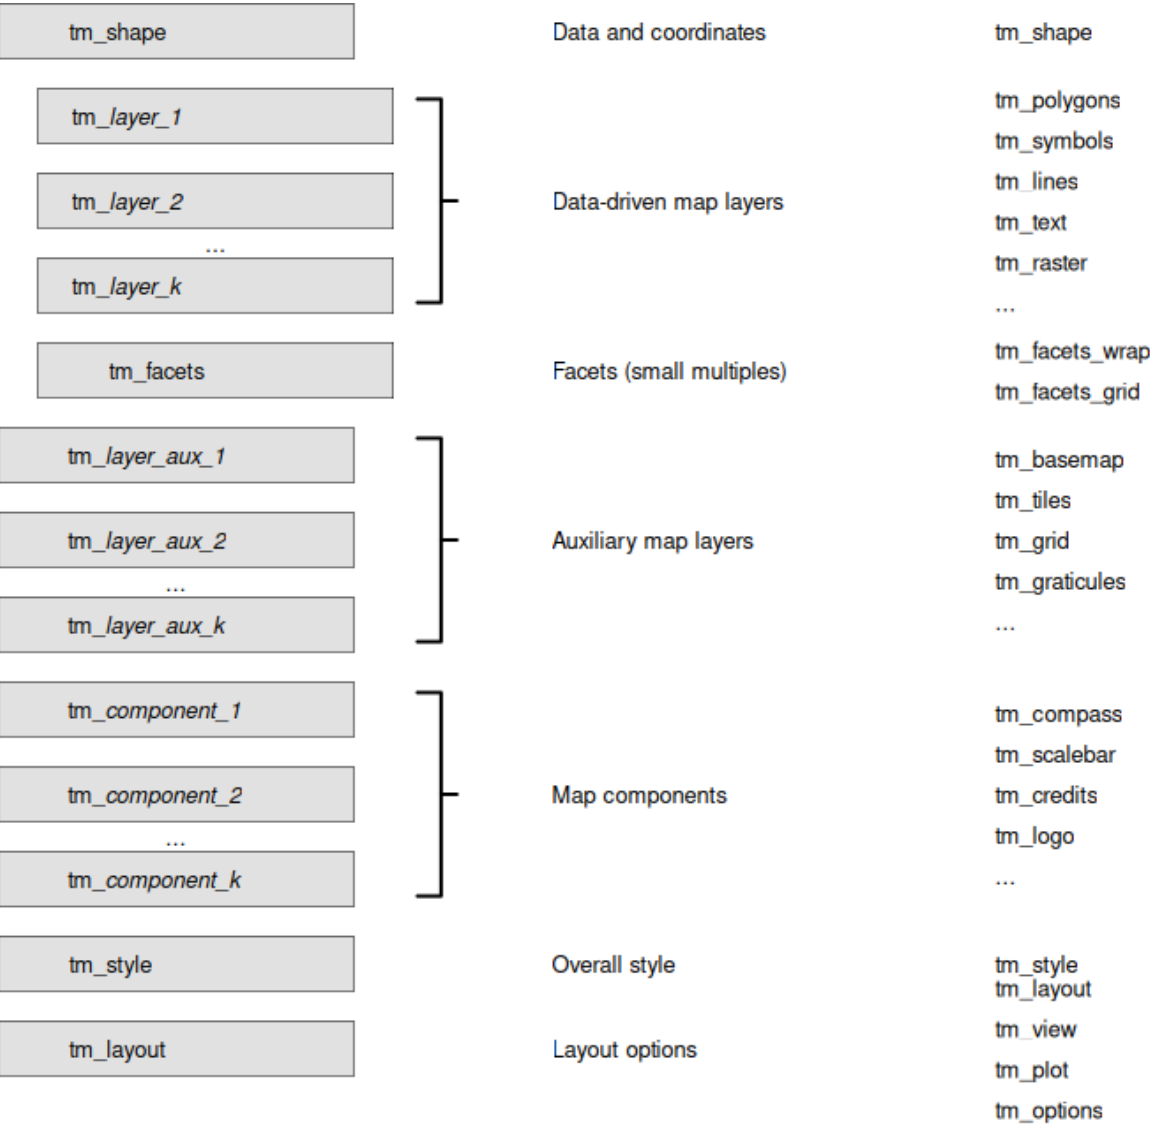 tm_shape Data and coordinates tm_shape
tm_layer_1
tm_layer_2
...
tm_layer_k
Data-driven map layers
tm_polygons
tm_symbols
tm_lines
tm_text
tm_raster
...
tm_facets Facets (small multiples)
tm_facets_wrap
tm_facets_grid
tm_layer_aux_1
tm_layer_aux_2
...
tm_layer_aux_k
Auxiliary map layers
tm_basemap
tm_tiles
tm_grid
tm_graticules
...
tm_component_1
tm_component_2
...
tm_component_k
Map components
tm_compass
tm_scalebar
tm_credits
tm_logo
...
tm_style Overall style tm_style
tm_layout Layout options
tm_layout
tm_view
tm_plot
tm_options